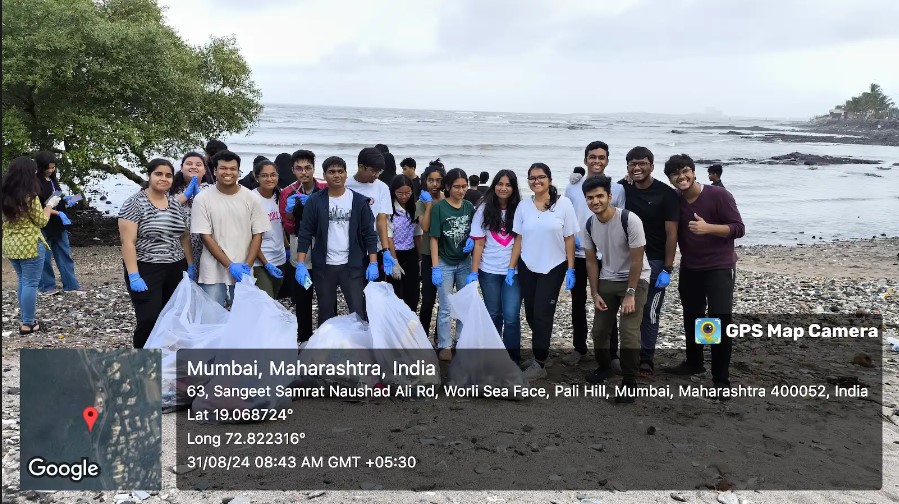 GPS Map Camera
Mumbai, Maharashtra, India
63, Sangeet Samrat Naushad Ali Rd, Worli Sea Face, Pali Hill, Mumbai, Maharashtra 400052, India
Lat 19.068724°
Long 72.822316°
31/08/24 08:43 AM GMT +05:30
Google